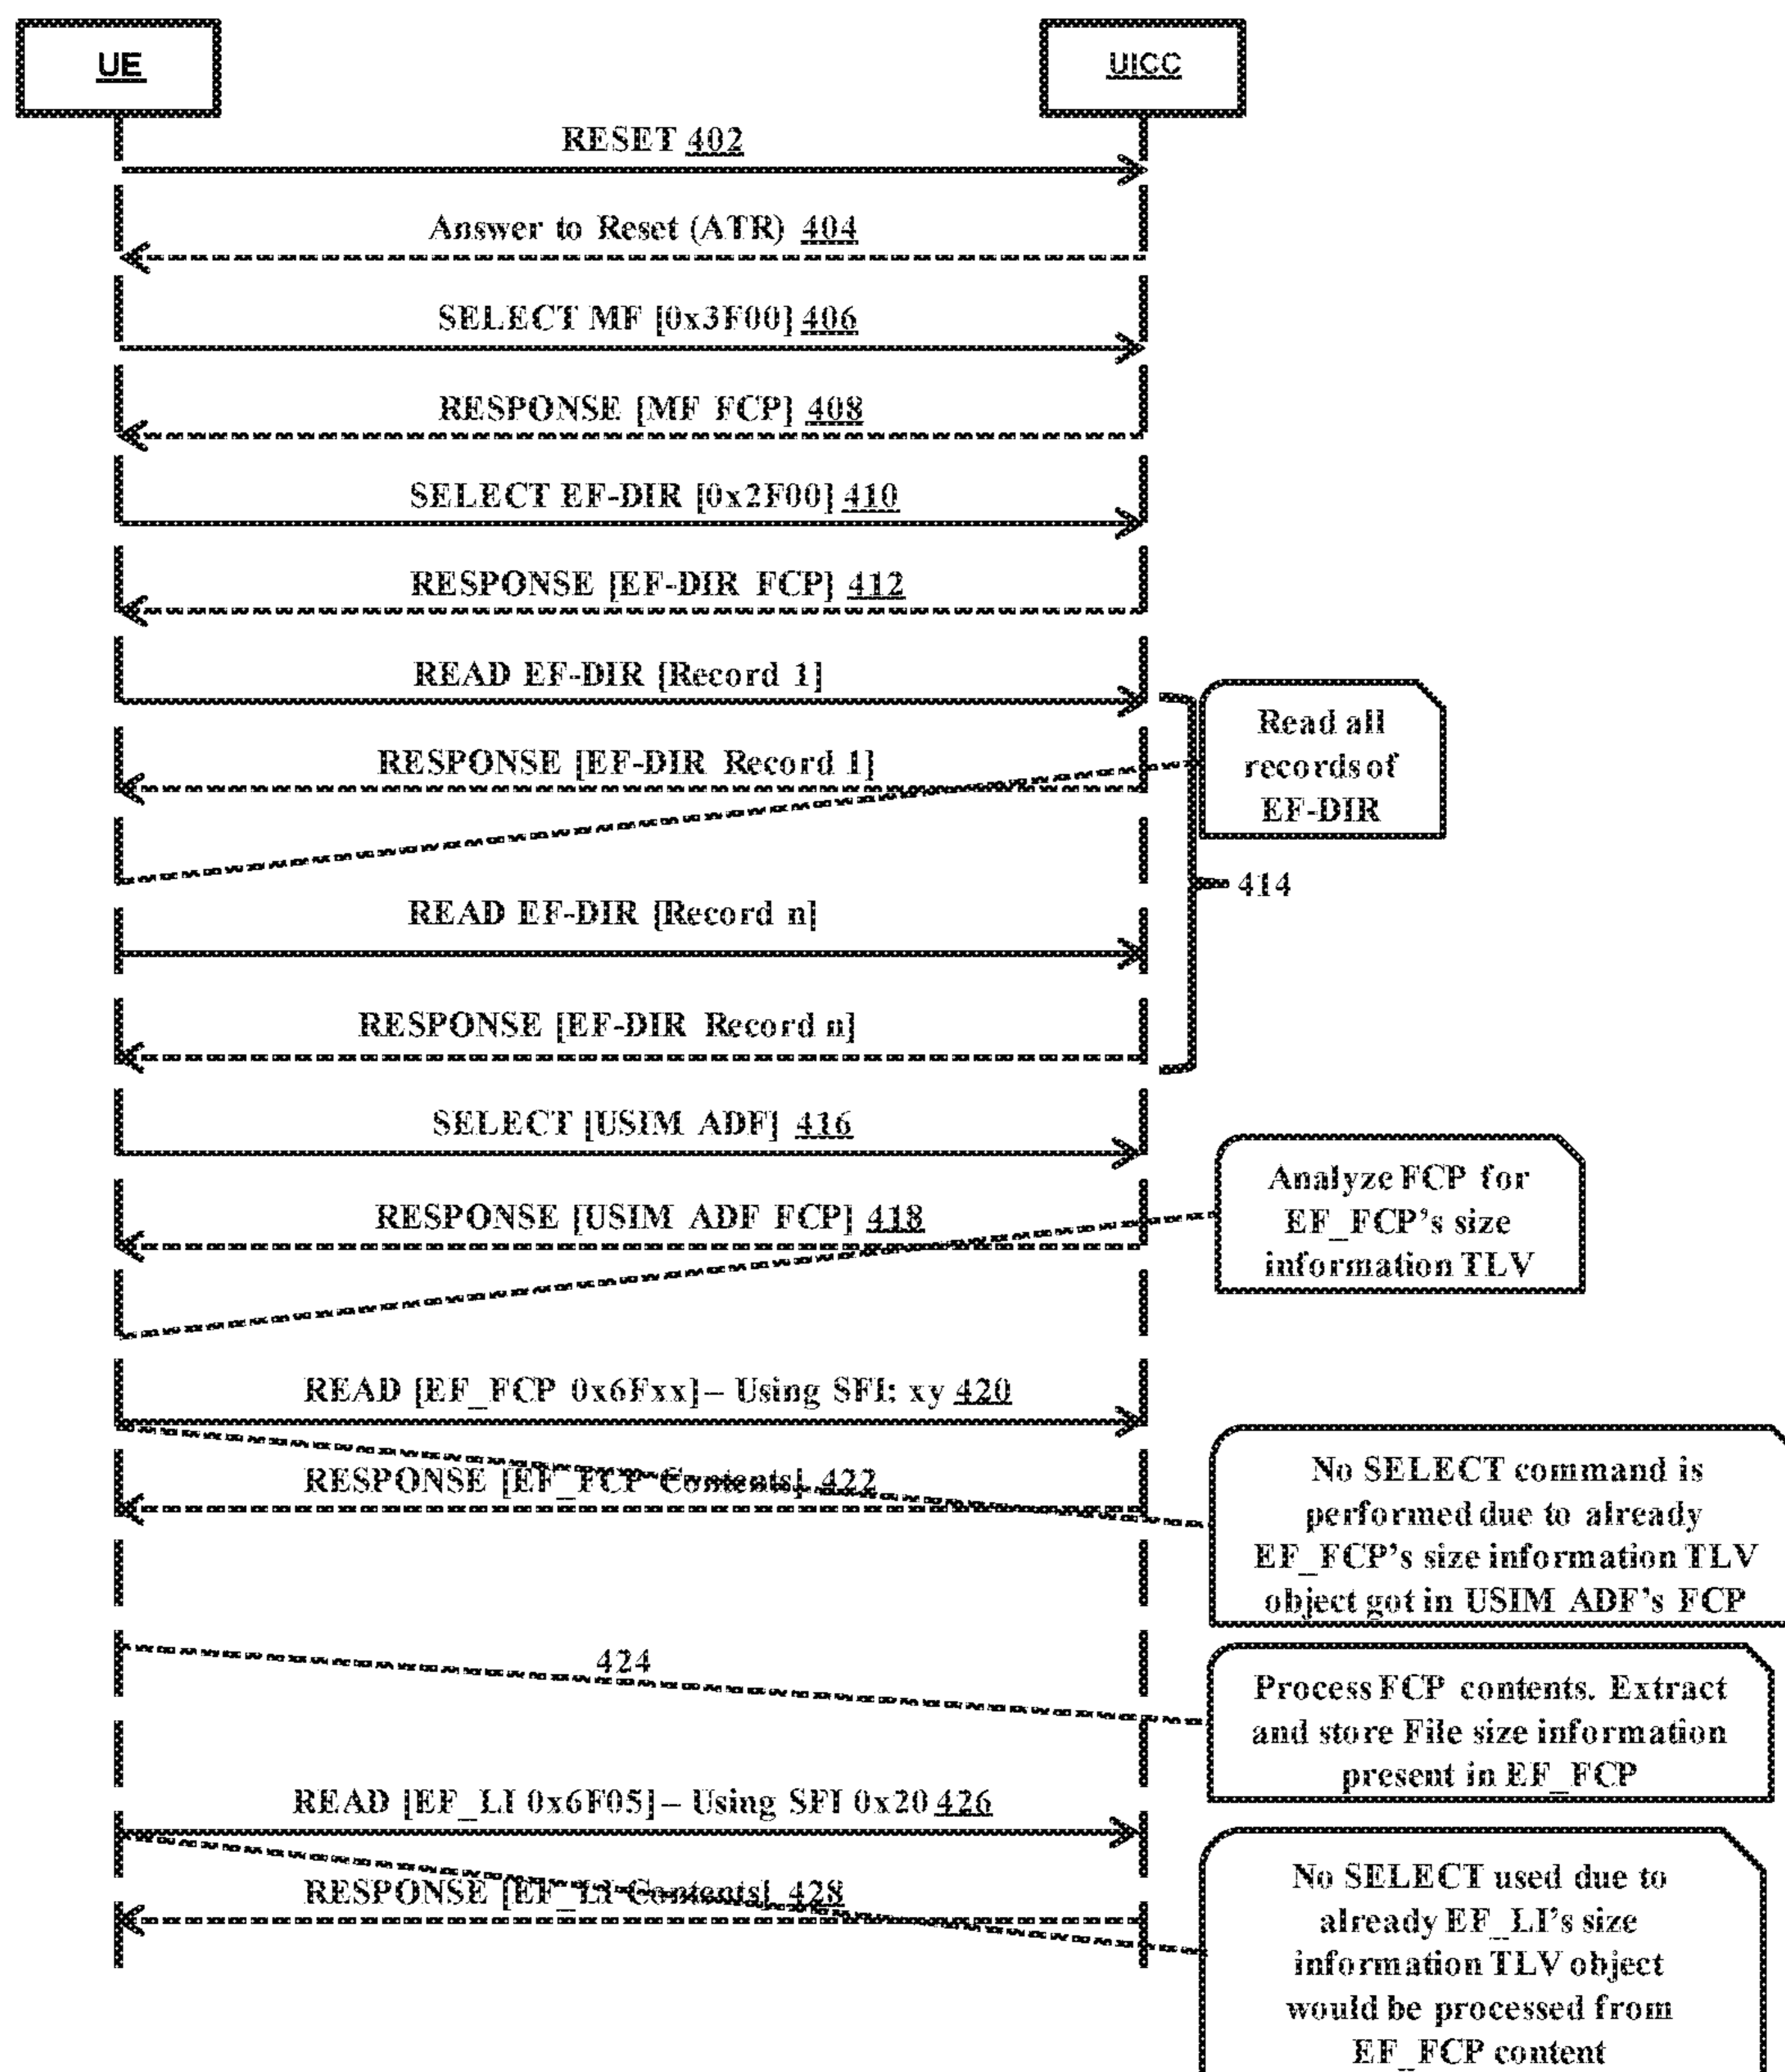 UE
UICC
RESET 402
Answer to Reset (ATR) 404
SELECT MF [0x3F00] 406
RESPONSE [MF FCP] 408
SELECT EF-DIR [0x2F00] 410
RESPONSE [EF-DIR FCP] 412
READ EF-DIR [Record 1]
Read all
records of
EF-DIR
RESPONSE [EF-DIR Record 1]
414
READ EF-DIR [Record n]
RESPONSE [EF-DIR Record n]
SELECT [USIM ADF] 416
Analyze FCP for
EF_FCP's size
information TLV
RESPONSE [USIM ADF FCP] 418
READ [EF_FCP 0x6Fxx] – Using SFI: xy 420
RESPONSE [EF_FCP Contents] 422
No SELECT command is
performed due to already
EF_FCP's size information TLV
object got in USIM ADF's FCP
424
Process FCP contents. Extract
and store File size information
present in EF_FCP
READ [EF_LI 0x6F05] – Using SFI 0x20 426
RESPONSE [EF_LI Contents] 428
No SELECT used due to
already EF_LI's size
information TLV object
would be processed from
EF_FCP content